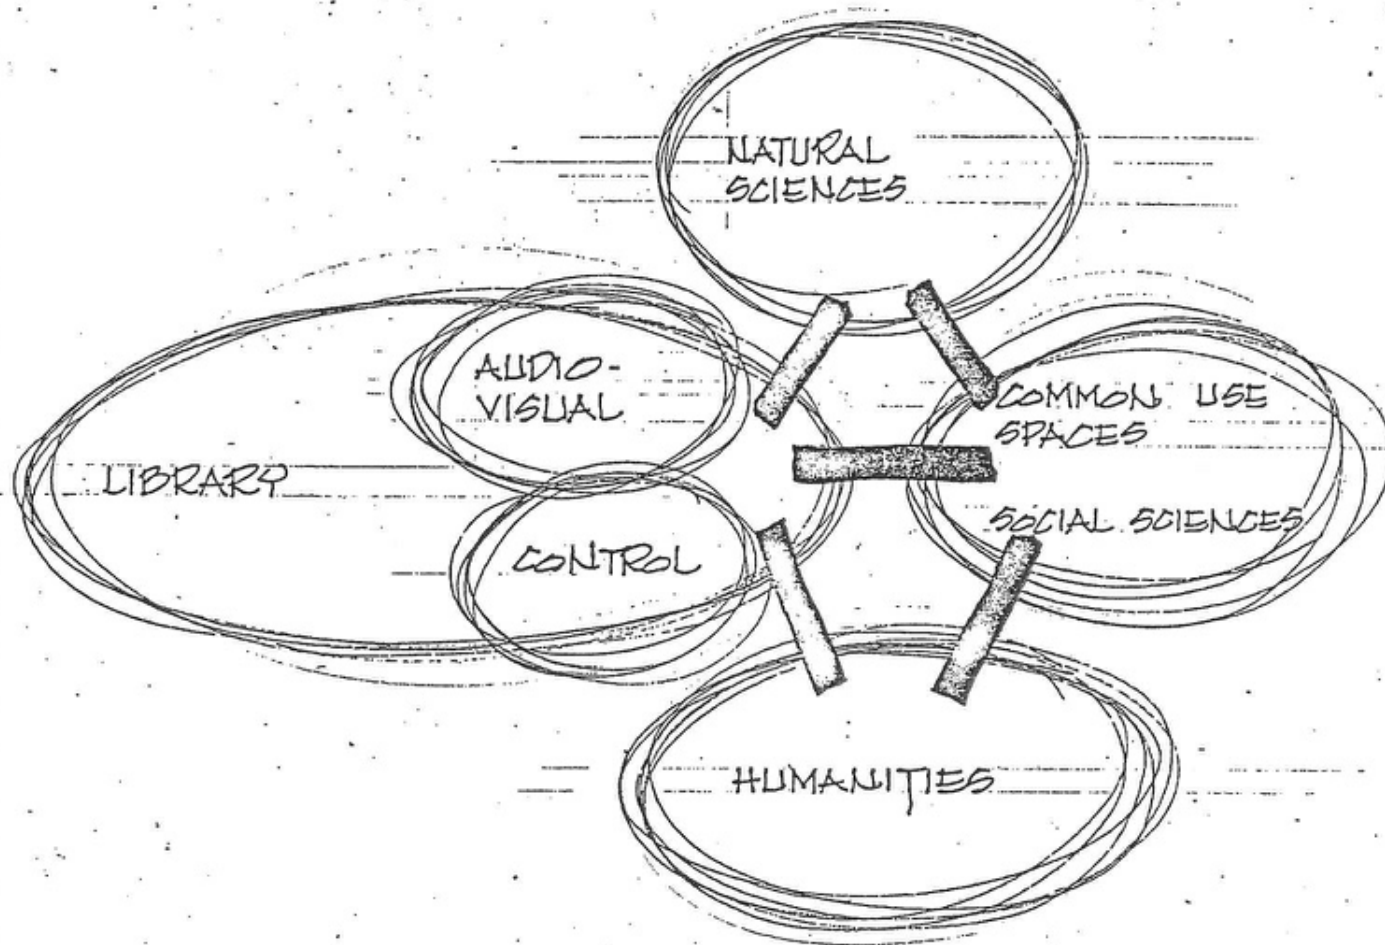 NATURAL
SCIENCES
AUDIO-
VISUAL
LIBRARY
CONTROL
COMMON USE
SPACES
SOCIAL SCIENCES
HUMANITIES